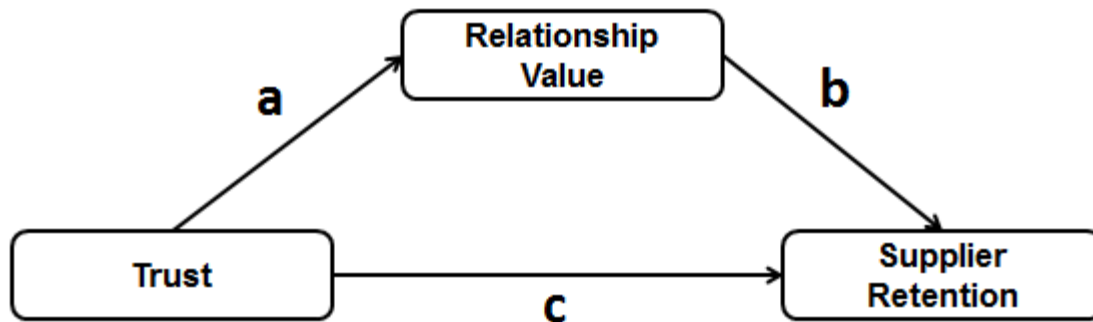 Relationship
Value
a
b
Trust
Supplier
Retention
c